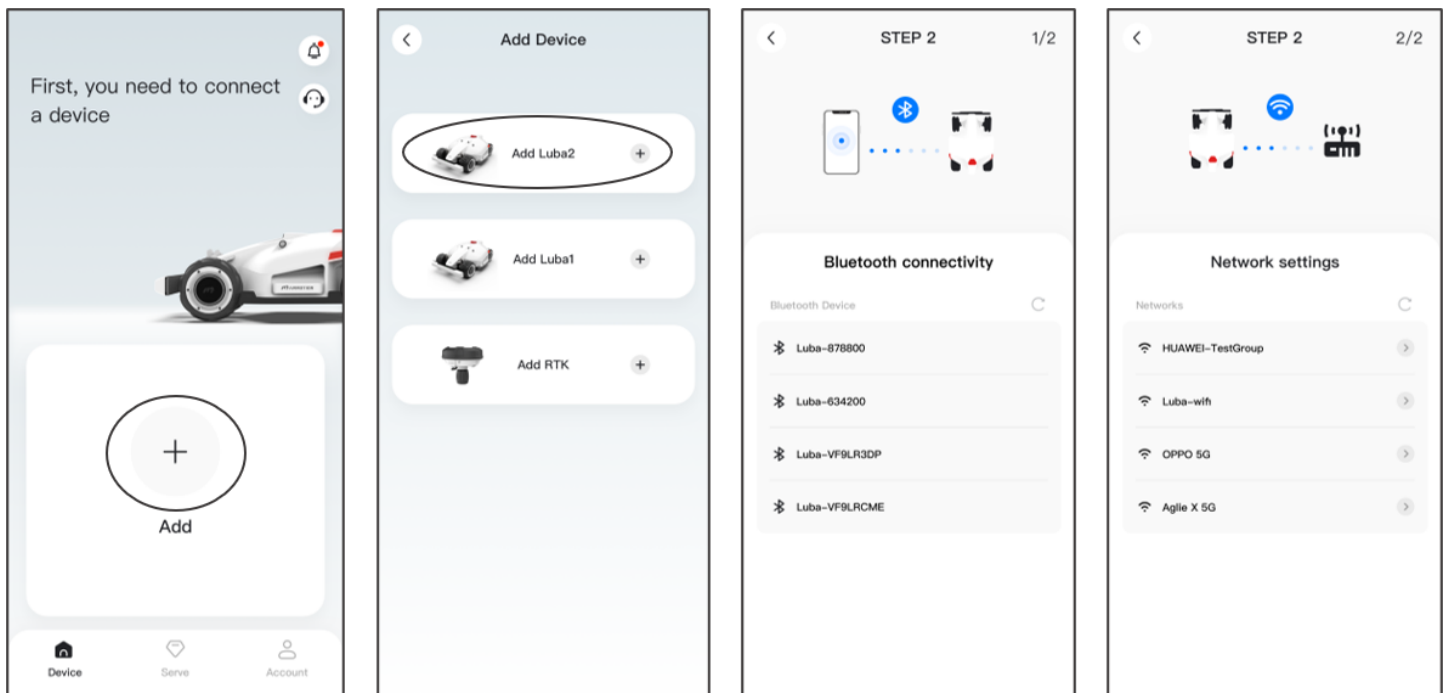 First, you need to connect
a device
Add
Device
Serve
Account
Add Device
Add Luba2
Add Luba1
Add RTK
STEP 2
1/2
Bluetooth connectivity
Bluetooth Device
Luba-878800
Luba-634200
Luba-VF9LR3DP
Luba-VF9LRCME
STEP 2
2/2
Network settings
Networks
HUAWEI-TestGroup
Luba-wifi
OPPO 5G
Aglie X 5G